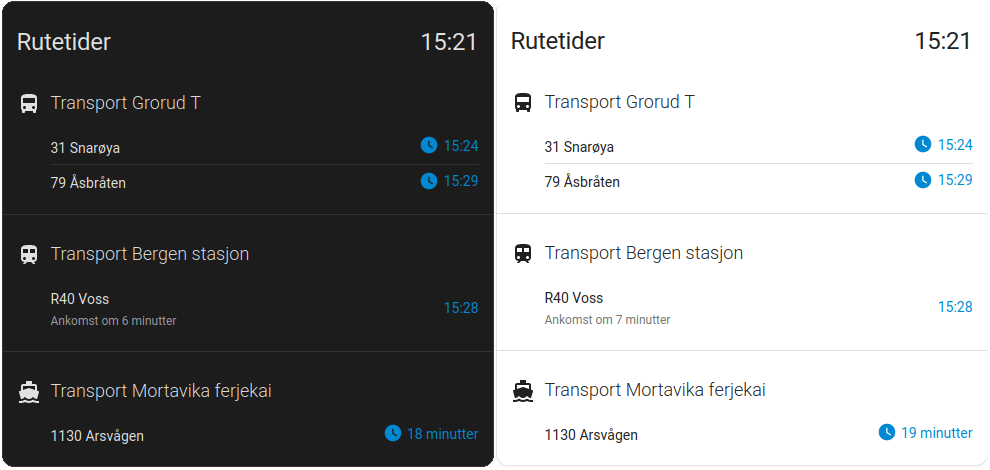 Rutetider 15:21
Transport Grorud T
31 Snarøya 15:24
79 Åsbråten 15:29
Transport Bergen stasjon
R40 Voss 15:28
Ankomst om 6 minutter
Transport Mortavika ferjekai
1130 Arsvågen 18 minutter
Rutetider 15:21
Transport Grorud T
31 Snarøya 15:24
79 Åsbråten 15:29
Transport Bergen stasjon
R40 Voss 15:28
Ankomst om 7 minutter
Transport Mortavika ferjekai
1130 Arsvågen 19 minutter